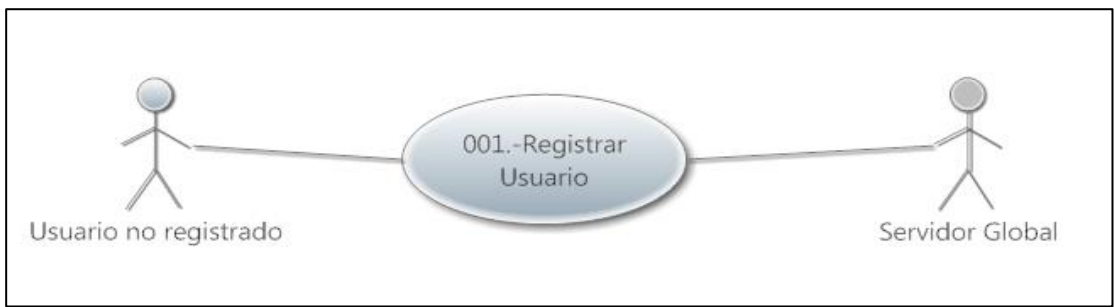 001.-Registrar
Usuario
Usuario no registrado
Servidor Global